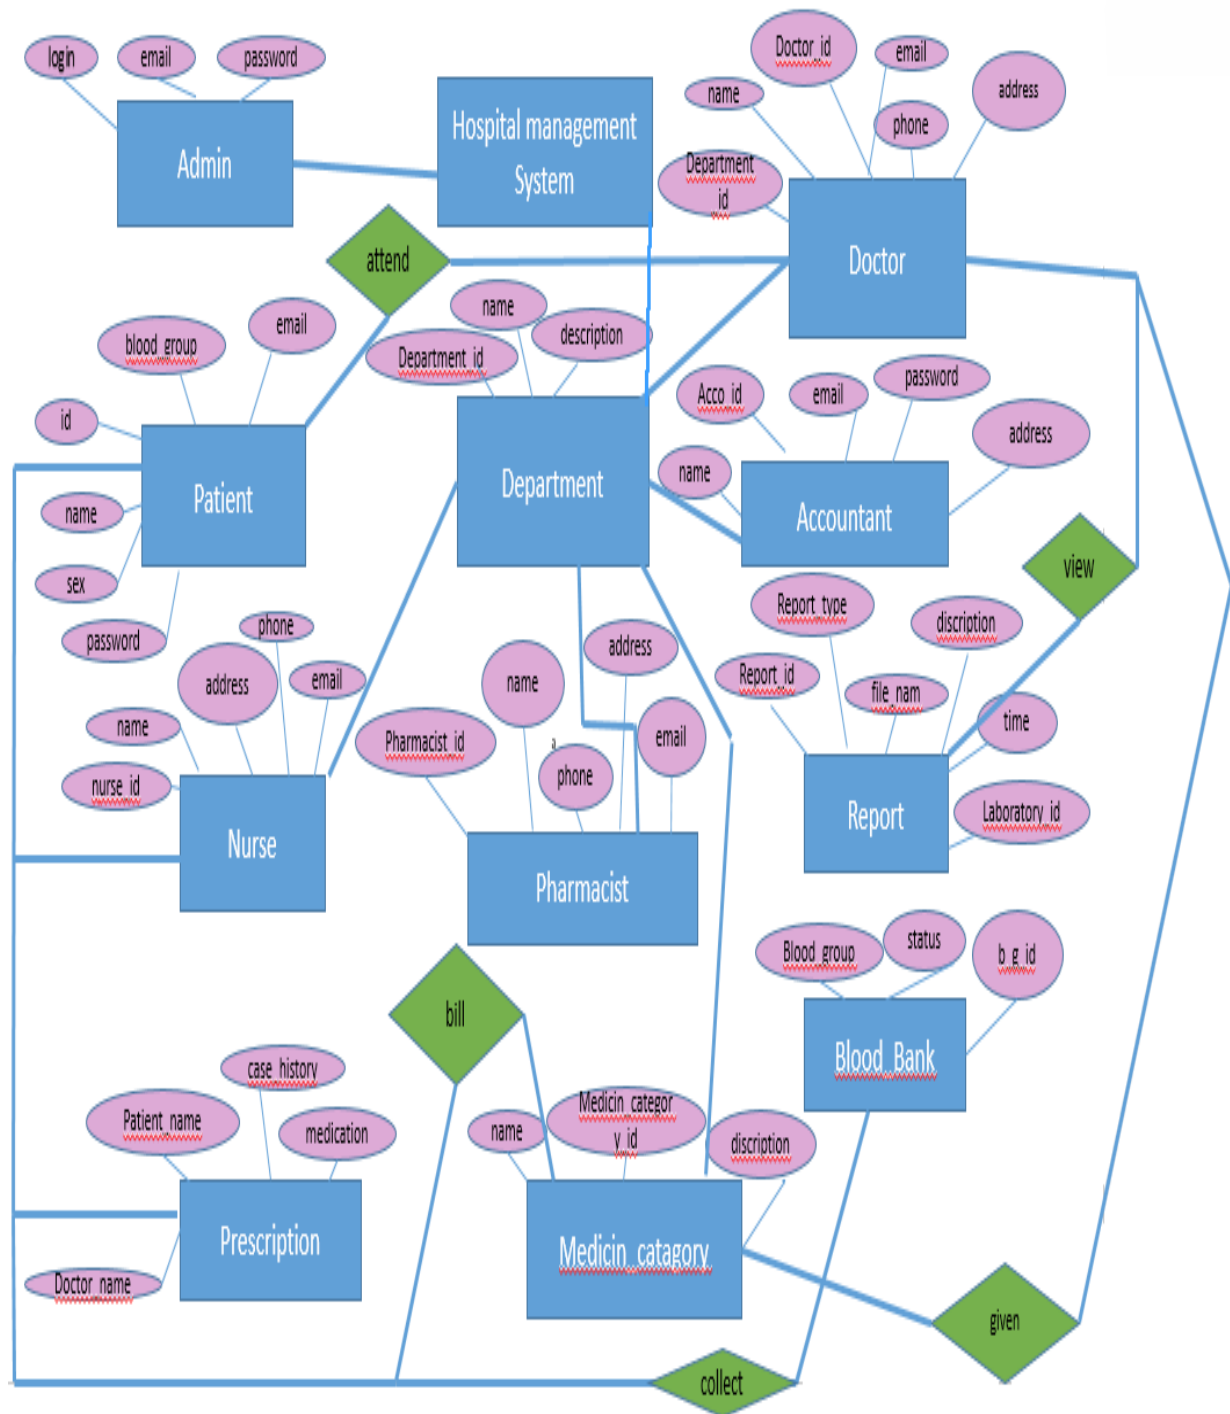 login
email
password
Admin
Hospital management
System
Doctor_id
email
name
phone
address
Department
_id
Doctor
attend
blood_group
email
id
name
sex
password
Patient
name
Department_id
description
Department
Acco_id
email
password
name
address
Accountant
view
phone
address
email
name
nurse_id
Nurse
name
address
Pharmacist_id
a
phone
email
Pharmacist
Report_type
discription
Report_id
file_nam
time
Laboratory_id
Report
Blood_group
status
b_g_id
Blood_Bank
bill
case_history
Patient_name
medication
Prescription
Doctor_name
name
Medicin_categor
y_id
discription
Medicin_catagory
given
collect